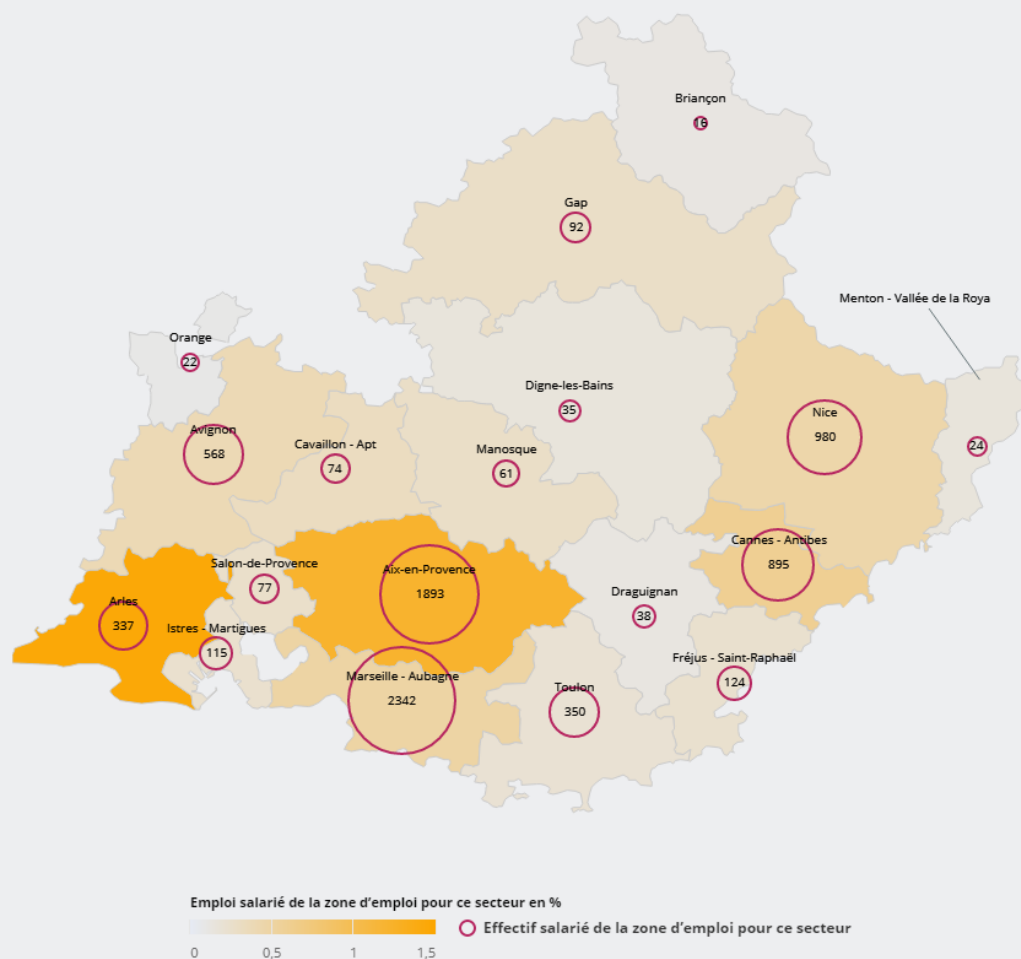 Briançon
16
Gap
92
Menton - Vallée de la Roya
Orange
22
Digne-les-Bains
35
Nice
980
Avignon
568
Cavaillon - Apt
74
Manosque
61
24
Cannes - Antibes
895
Salon-de-Provence
77
Aix-en-Provence
1893
Arles
337
Draguignan
38
Istres - Martigues
115
Fréjus - Saint-Raphaël
124
Marseille - Aubagne
2342
Toulon
350
Emploi salarié de la zone d’emploi pour ce secteur en %
Effectif salarié de la zone d’emploi pour ce secteur
0 0,5 1 1,5